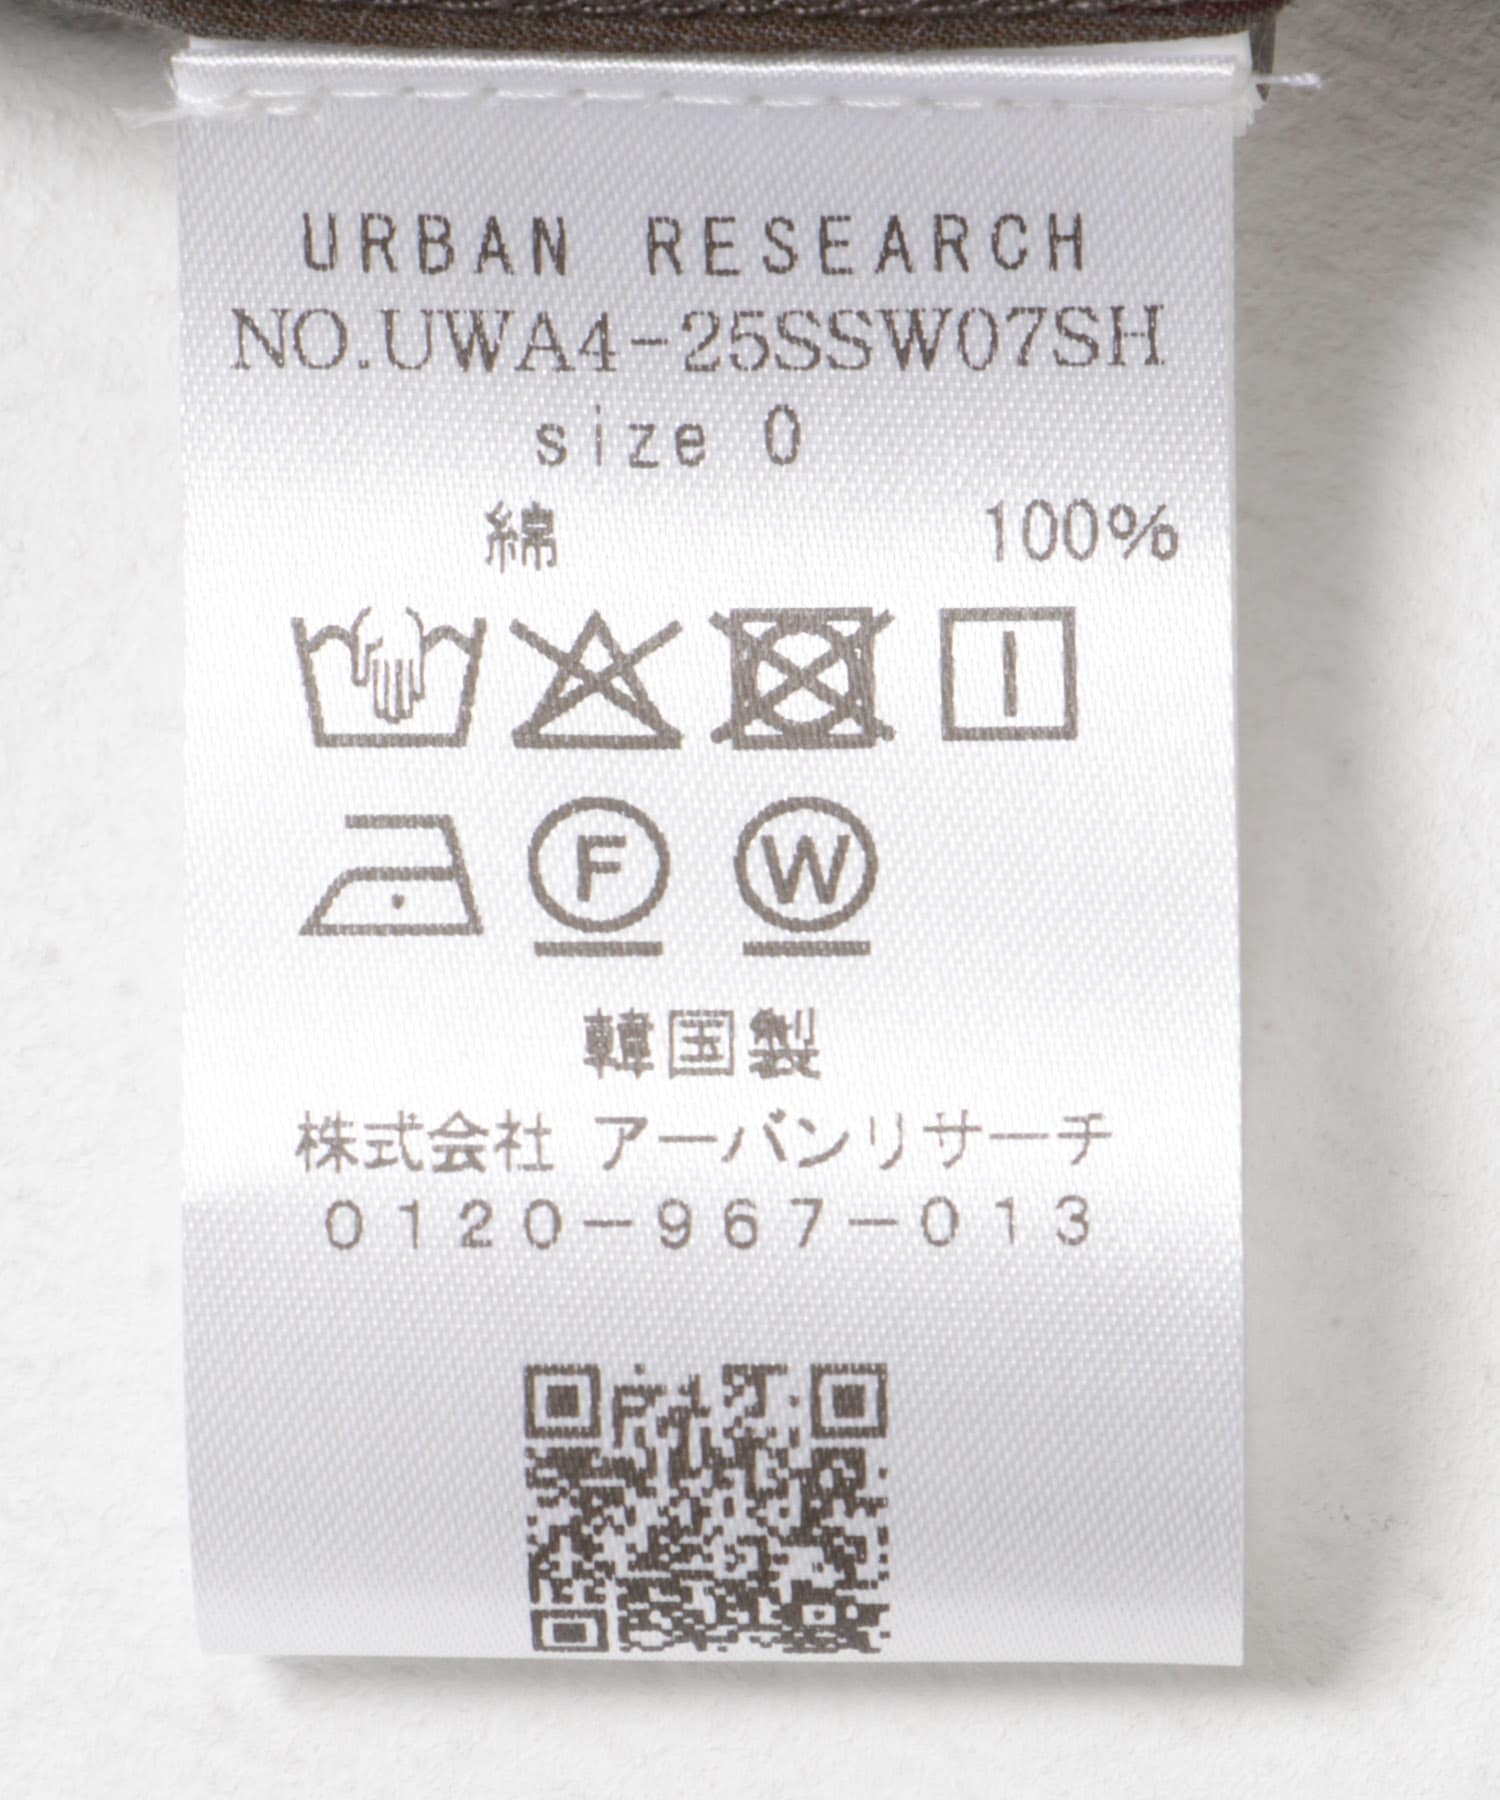 URBAN RESEARCH
NO.UWA4-25SSW07SH
size 0
綿 100%
F W
韓国製
株式会社 アーバンリサーチ
0120-967-013